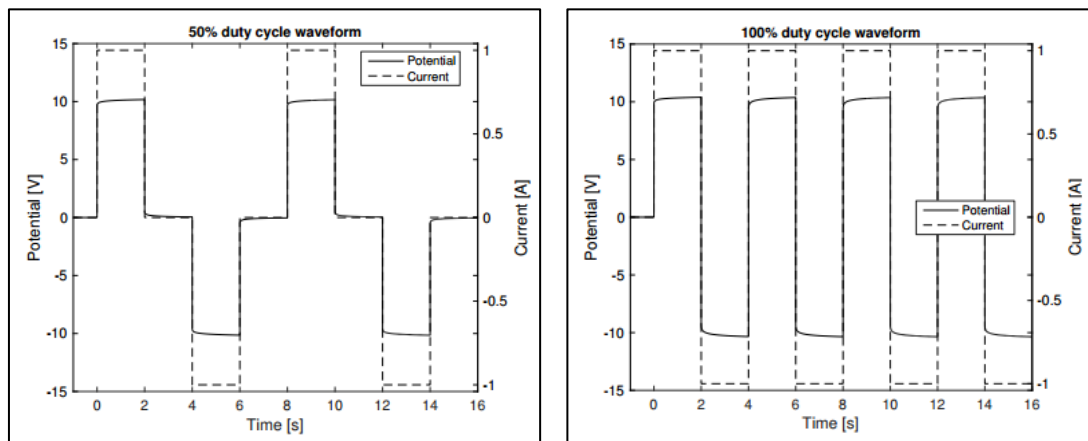 50% duty cycle waveform
15
10
5
0
-5
-10
-15
Potential [V]
0 2 4 6 8 10 12 14 16
Time [s]
1
0.5
0
-0.5
-1
Current [A]
Potential
Current
100% duty cycle waveform
15
10
5
0
-5
-10
-15
Potential [V]
0 2 4 6 8 10 12 14 16
Time [s]
1
0.5
0
-0.5
-1
Current [A]
Potential
Current